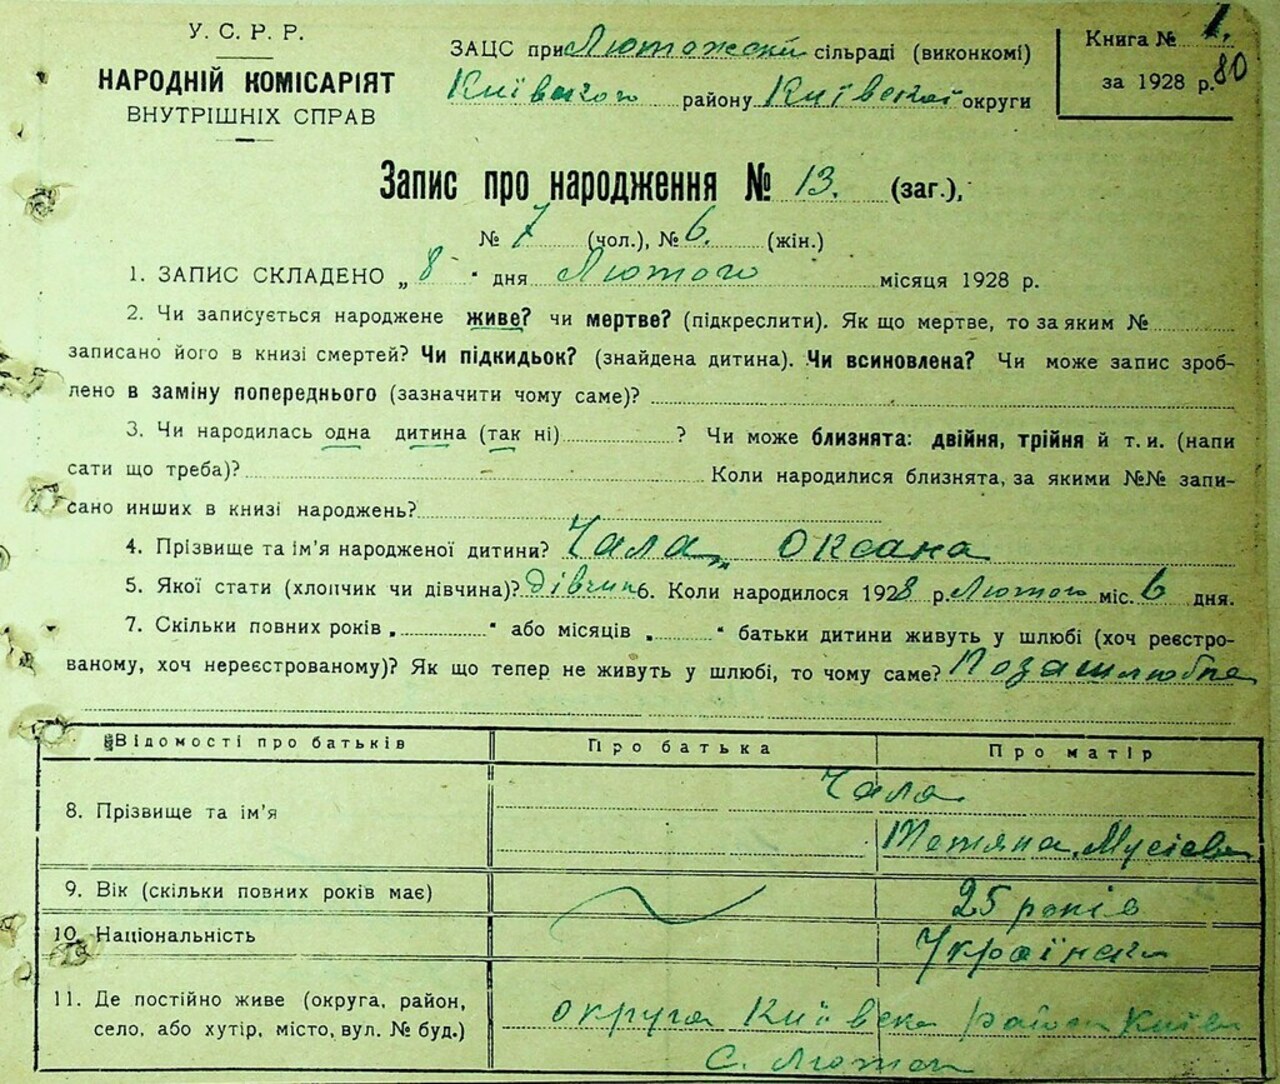 У. С. Р. Р.
НАРОДНІЙ КОМІСАРІЯТ
ВНУТРІШНІХ СПРАВ
ЗАЦС при Лютожскій сільраді (виконкомі)
Київського району Київської округи
Книга № 1.
за 1928 р. 80
Запис про народження № 13. (заг.),
№ 7 (чол.), № 6. (жін.)
1. ЗАПИС СКЛАДЕНО „ 8 “ дня Лютого місяця 1928 р.
2. Чи записується народжене живе? чи мертве? (підкреслити). Як що мертве, то за яким №
записано його в книзі смертей? Чи підкидьок? (знайдена дитина). Чи всиновлена? Чи може запис зроб-
лено в заміну попереднього (зазначити чому саме)?
3. Чи народилась одна дитина (так ні) ? Чи може близнята: двійня, трійня й т. и. (напи
сати що треба)? Коли народилися близнята, за якими №№ запи-
сано инших в книзі народжень?
4. Прізвище та ім'я народженої дитини? Чала Оксана
5. Якої стати (хлопчик чи дівчина)? дівчин 6. Коли народилося 1928 р. Лютого міс. 6 дня.
7. Скільки повних років „ “ або місяців „ “ батьки дитини живуть у шлюбі (хоч реєстро-
ваному, хоч нереєстрованому)? Як що тепер не живуть у шлюбі, то чому саме? Позашлюбна
Відомості про батьків Про батька Про матір
8. Прізвище та ім'я Чала
Тетяна Мусієва
9. Вік (скільки повних років має) 25 років
10. Національність Українка
11. Де постійно живе (округа, район,
село, або хутір, місто, вул. № буд.) округа Київска район Київ
с. Лютож